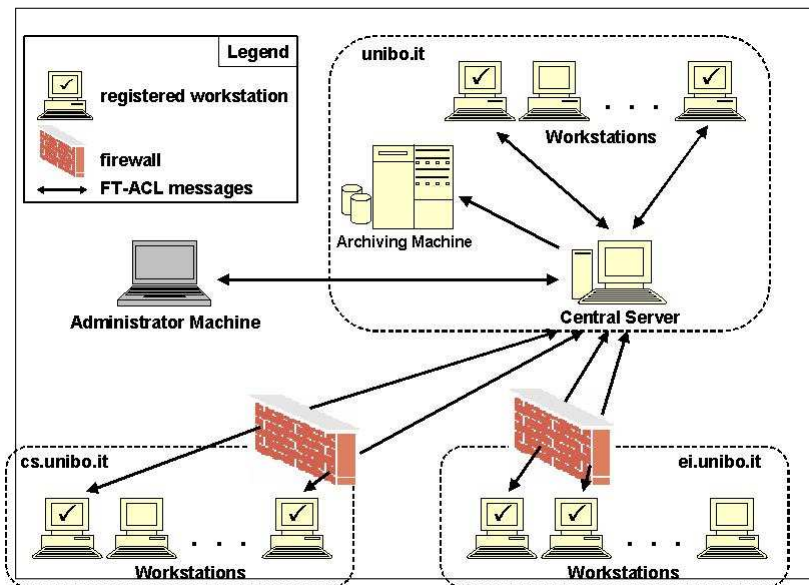 Legend
registered workstation
firewall
FT-ACL messages
unibo.it
. . .
Workstations
Archiving Machine
Administrator Machine
Central Server
cs.unibo.it
. . .
Workstations
ei.unibo.it
. . .
Workstations